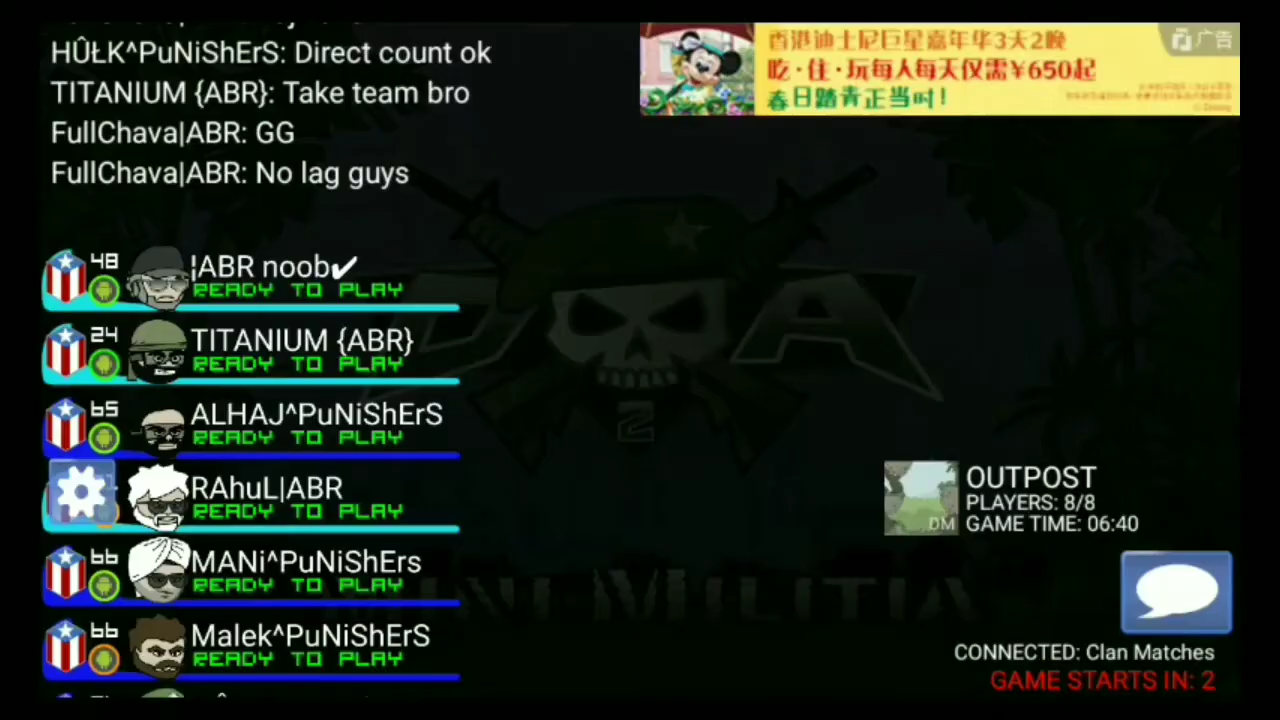 HÛŁK^PuNiShErS: Direct count ok
TITANIUM {ABR}: Take team bro
FullChava|ABR: GG
FullChava|ABR: No lag guys
香港迪士尼巨星嘉年华3天2晚
吃·住·玩每人每天仅需￥650起
春日踏青正当时！
广告
© Disney
48
¦ABR noob✔
READY TO PLAY
24
TITANIUM {ABR}
READY TO PLAY
65
ALHAJ^PuNiShErS
READY TO PLAY
RAhuL|ABR
READY TO PLAY
66
MANi^PuNiShErs
READY TO PLAY
66
Malek^PuNiShErS
READY TO PLAY
D A
2
MINI MILITIA
OUTPOST
PLAYERS: 8/8
GAME TIME: 06:40
DM
CONNECTED: Clan Matches
GAME STARTS IN: 2